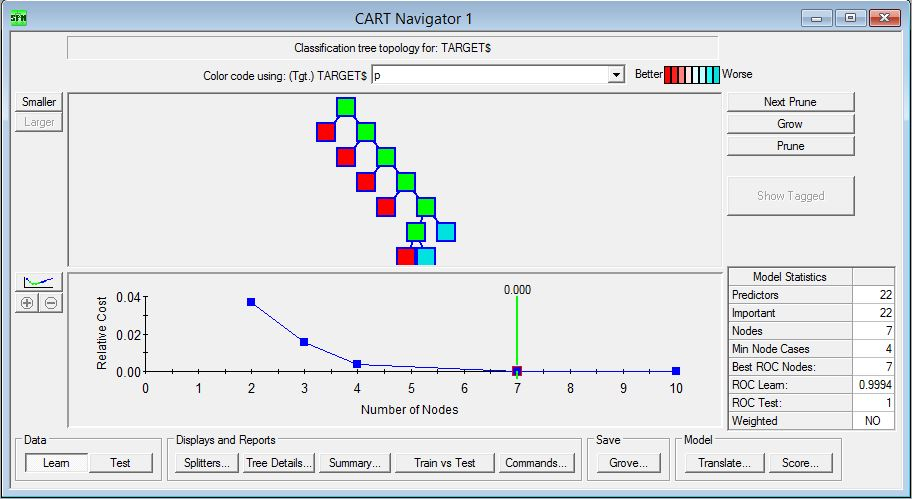 SPM
CART Navigator 1
Classification tree topology for: TARGET$
Color code using: (Tgt.) TARGET$ p Better Worse
Smaller
Larger
Next Prune
Grow
Prune
Show Tagged
0.04
0.02
0.00
Relative Cost
0.000
0 1 2 3 4 5 6 7 8 9 10
Number of Nodes
Model Statistics
Predictors 22
Important 22
Nodes 7
Min Node Cases 4
Best ROC Nodes: 7
ROC Learn: 0.9994
ROC Test: 1
Weighted NO
Data
Learn Test
Displays and Reports
Splitters... Tree Details... Summary... Train vs Test Commands...
Save
Grove...
Model
Translate... Score...